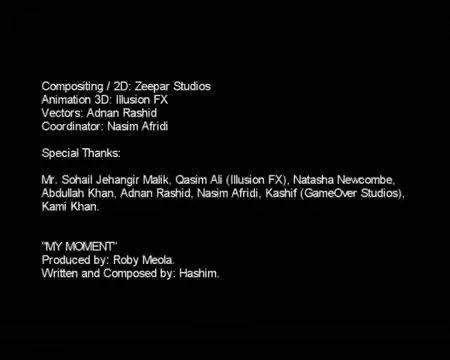 Compositing / 2D: Zeepar Studios
Animation 3D: Illusion FX
Vectors: Adnan Rashid
Coordinator: Nasim Afridi
Special Thanks:
Mr. Sohail Jehangir Malik, Qasim Ali (Illusion FX), Natasha Newcombe,
Abdullah Khan, Adnan Rashid, Nasim Afridi, Kashif (GameOver Studios),
Kami Khan.
"MY MOMENT"
Produced by: Roby Meola.
Written and Composed by: Hashim.